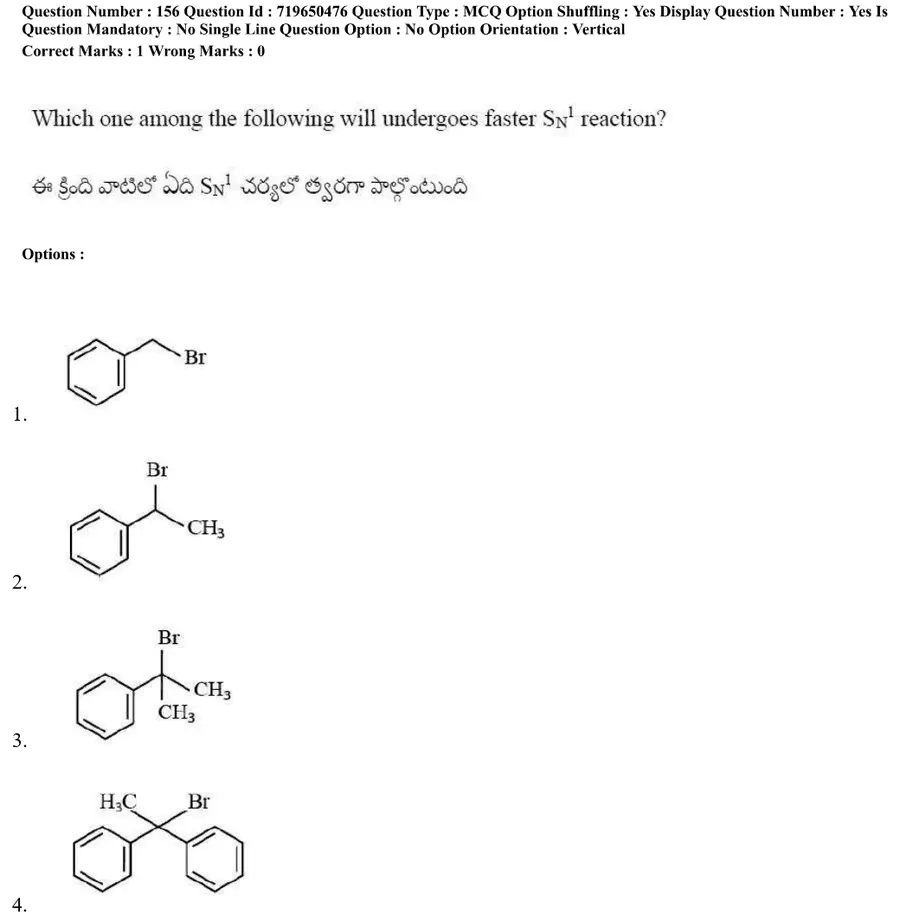 Question Number : 156 Question Id : 719650476 Question Type : MCQ Option Shuffling : Yes Display Question Number : Yes Is
Question Mandatory : No Single Line Question Option : No Option Orientation : Vertical
Correct Marks : 1 Wrong Marks : 0
Which one among the following will undergoes faster SN¹ reaction?
ఈ క్రింది వాటిలో ఏది SN¹ చర్యలో త్వరగా పాల్గొంటుంది
Options :
Br
1.
Br
CH₃
2.
Br
CH₃
CH₃
3.
H₃C Br
4.